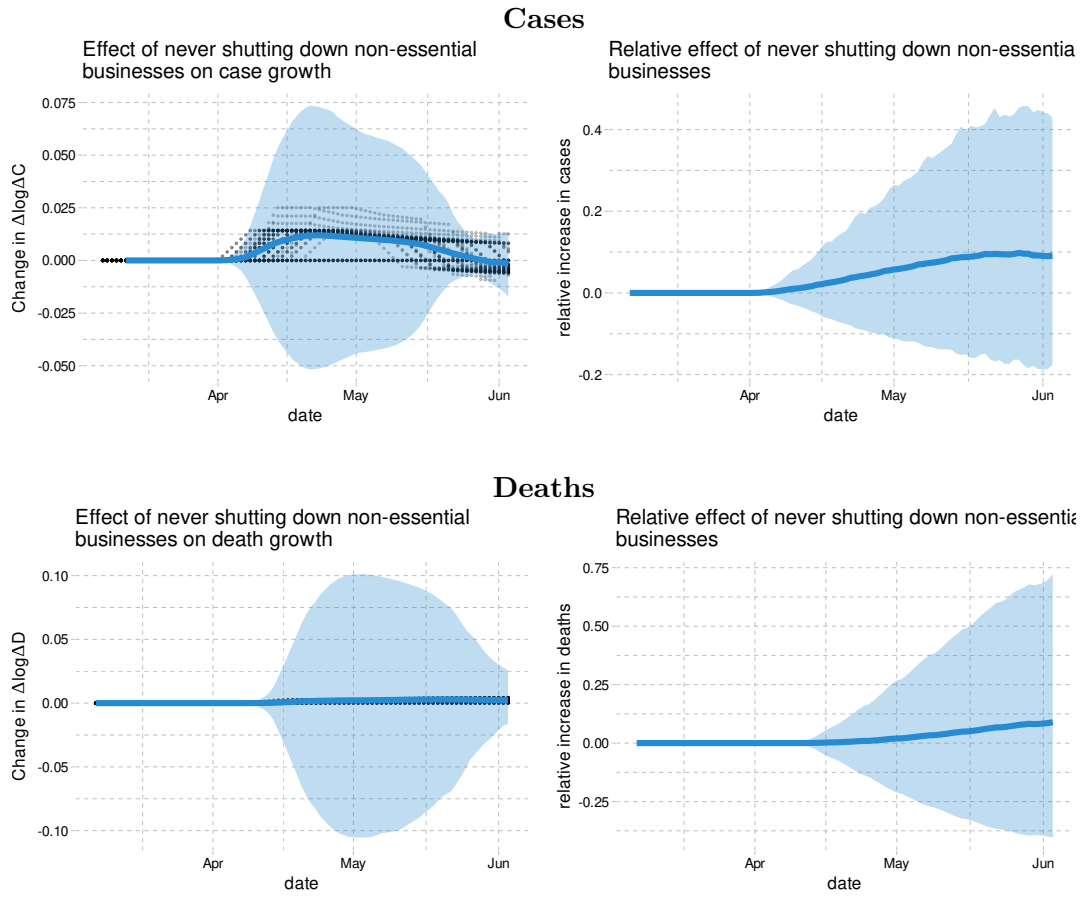 Cases
Effect of never shutting down non-essential
businesses on case growth
0.075
0.050
0.025
0.000
-0.025
-0.050
Change in ΔlogΔC
Apr
May
Jun
date
Relative effect of never shutting down non-essentia
businesses
0.4
0.2
0.0
-0.2
relative increase in cases
Apr
May
Jun
date
Deaths
Effect of never shutting down non-essential
businesses on death growth
0.10
0.05
0.00
-0.05
-0.10
Change in ΔlogΔD
Apr
May
Jun
date
Relative effect of never shutting down non-essentia
businesses
0.75
0.50
0.25
0.00
-0.25
relative increase in deaths
Apr
May
Jun
date